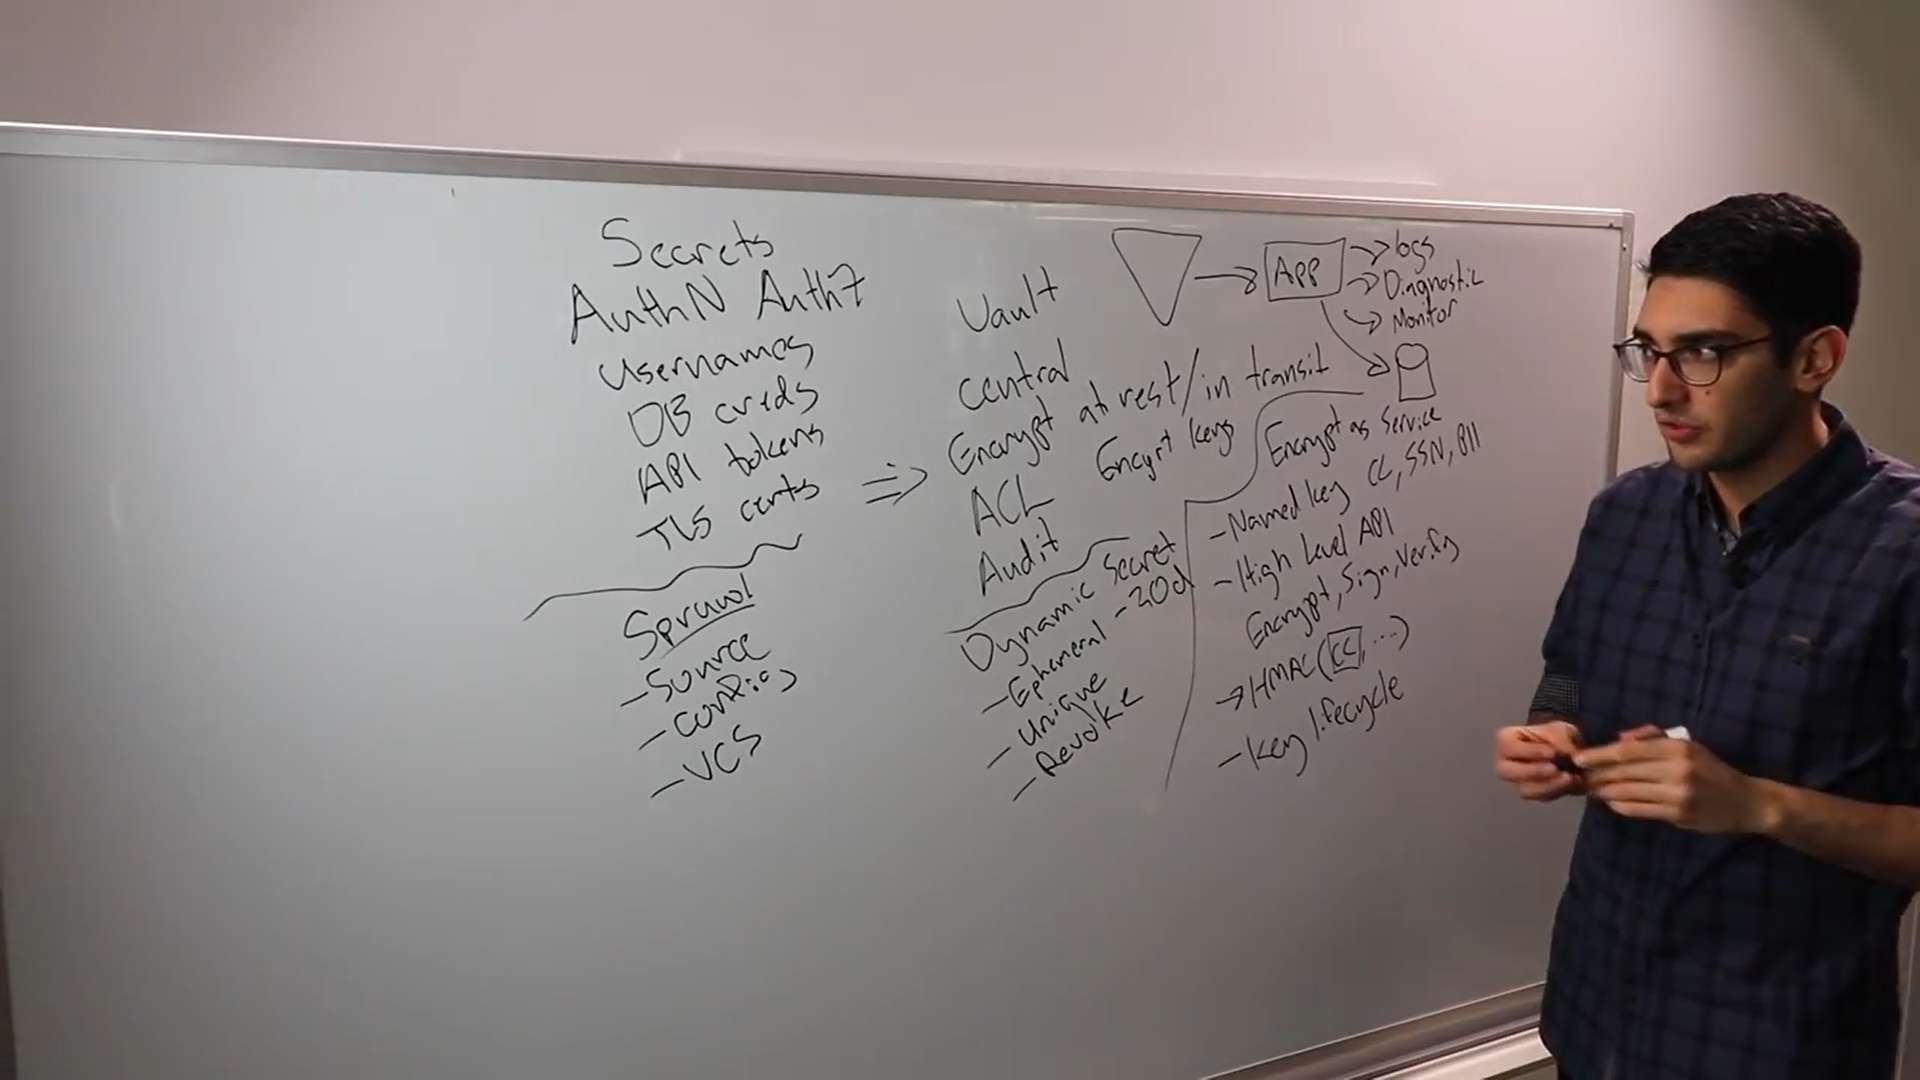 Secrets
AuthN AuthZ
Usernames
DB creds
API tokens
TLS certs
Sprawl
- Source
- Config
- VCS
⇒
Vault
Central
Encrypt at rest/in transit
Encrypt keys
ACL
Audit
Dynamic Secret
- Ephemeral - 30d
- Unique
- Revoke
App
→ logs
→ Diagnostic
→ Monitor
Encrypt as Service
- Named key CC, SSN, PII
- High Level API
Encrypt, Sign, Verify
→ HMAC(CC, ...)
- Key lifecycle